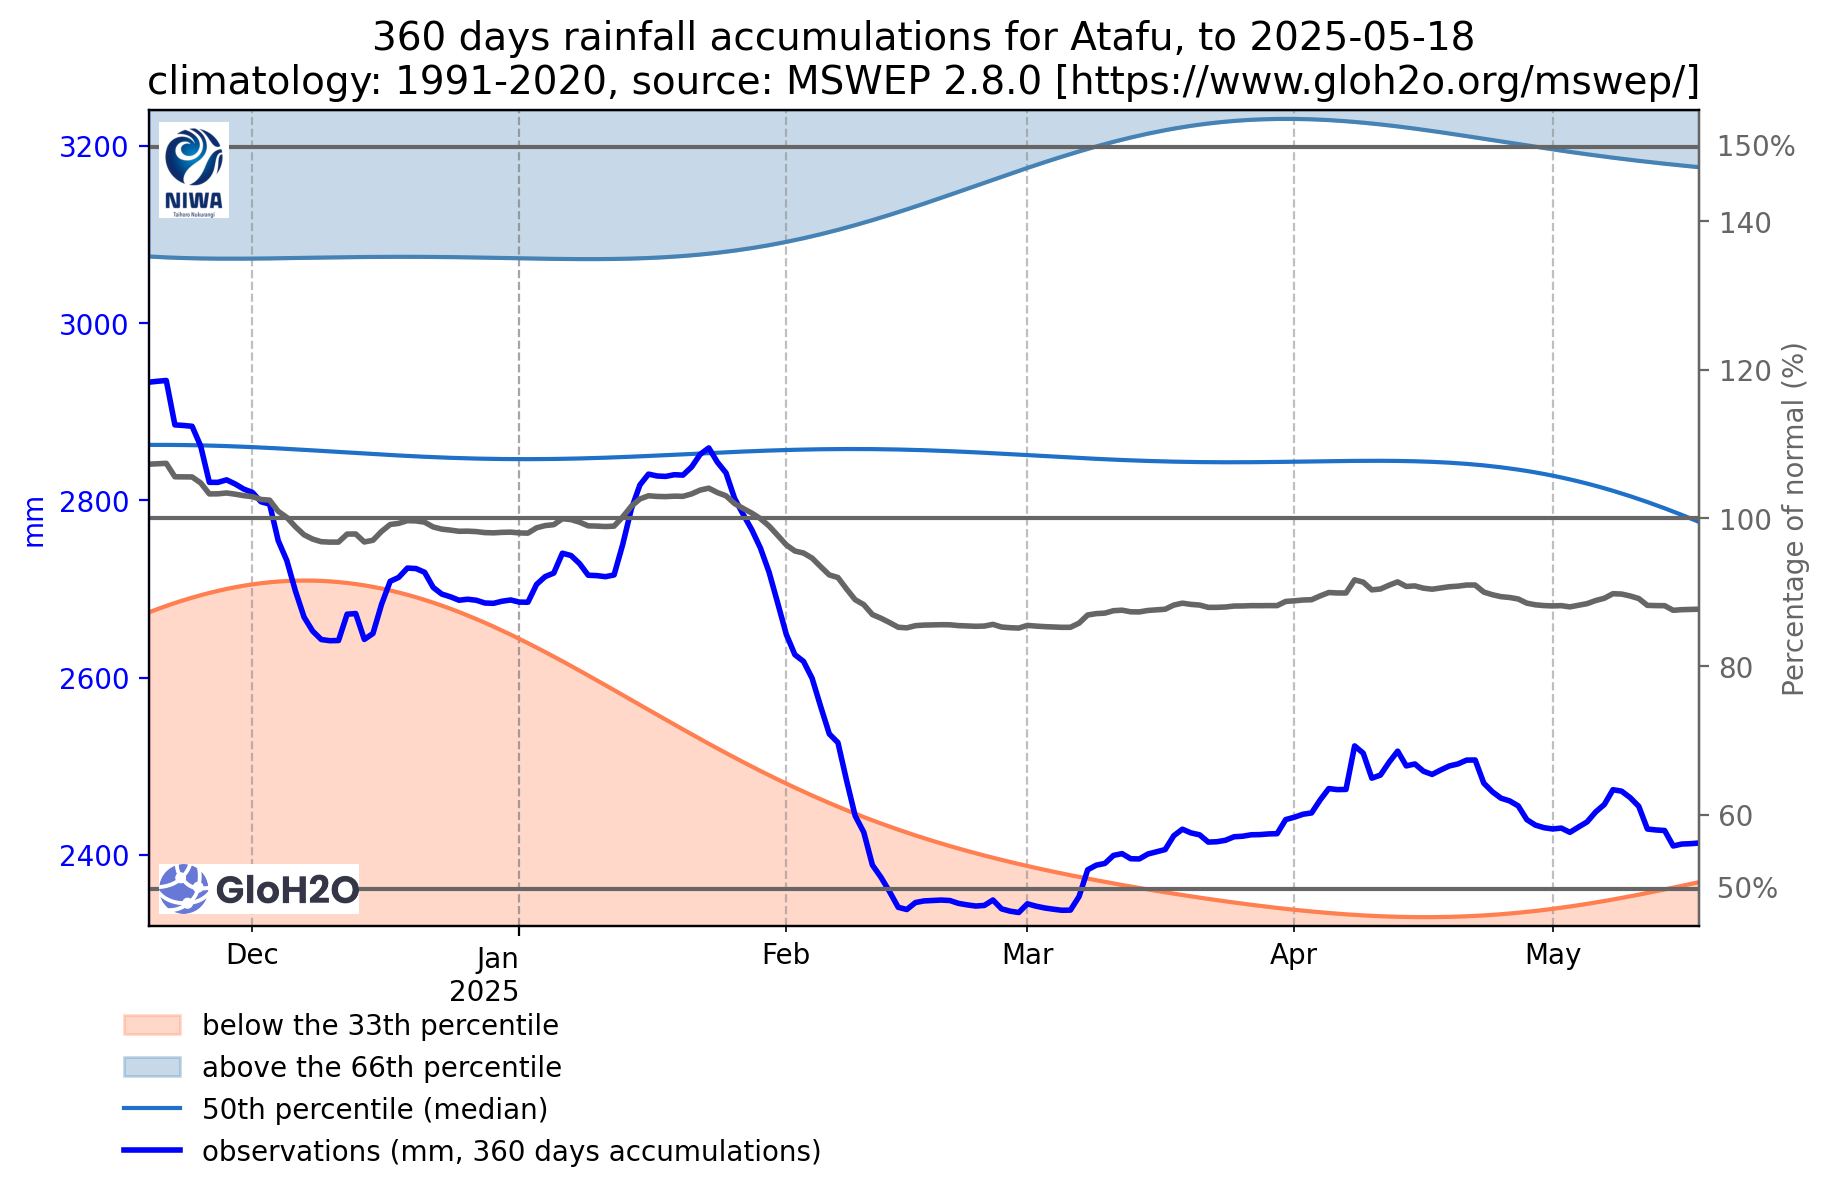 360 days rainfall accumulations for Atafu, to 2025-05-18
climatology: 1991-2020, source: MSWEP 2.8.0 [https://www.gloh2o.org/mswep/]
3200
3000
2800
2600
2400
mm
150%
140
120
100
80
60
50%
Percentage of normal (%)
NIWA
Taihoro Nukurangi
GloH2O
Dec
Jan
2025
Feb
Mar
Apr
May
below the 33th percentile
above the 66th percentile
50th percentile (median)
observations (mm, 360 days accumulations)